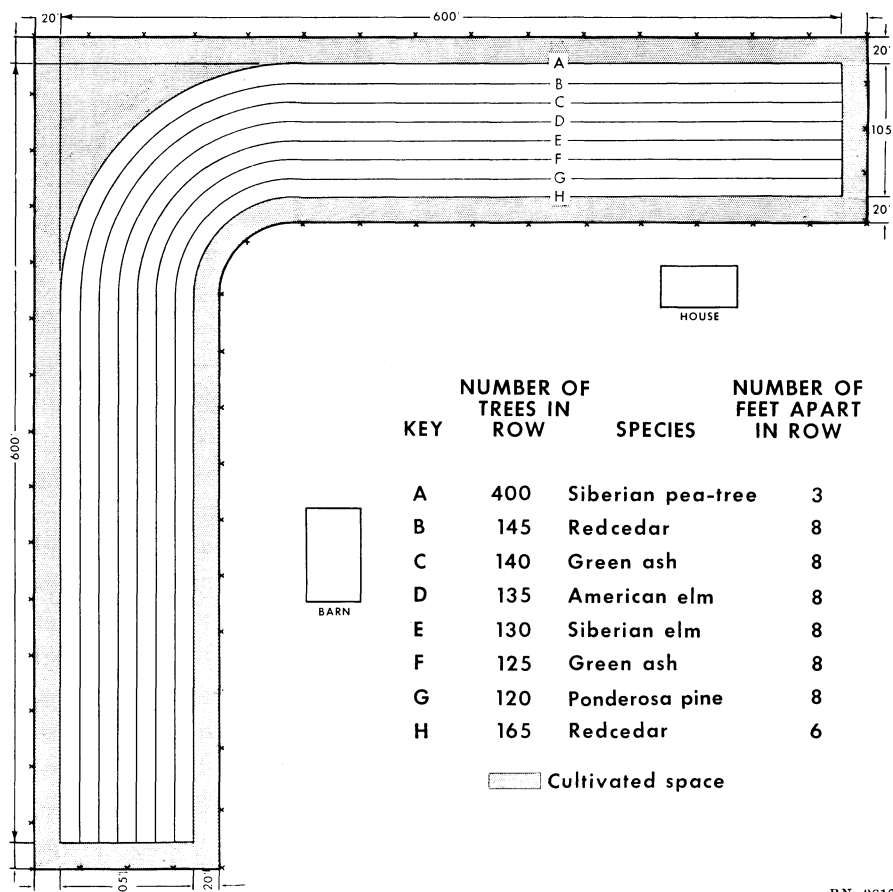 20'
600'
20'
A
B
C
D
E
F
G
H
105'
20'
HOUSE
600'
BARN
KEY NUMBER OF TREES IN ROW SPECIES NUMBER OF FEET APART IN ROW
A 400 Siberian pea-tree 3
B 145 Redcedar 8
C 140 Green ash 8
D 135 American elm 8
E 130 Siberian elm 8
F 125 Green ash 8
G 120 Ponderosa pine 8
H 165 Redcedar 6
Cultivated space
20'